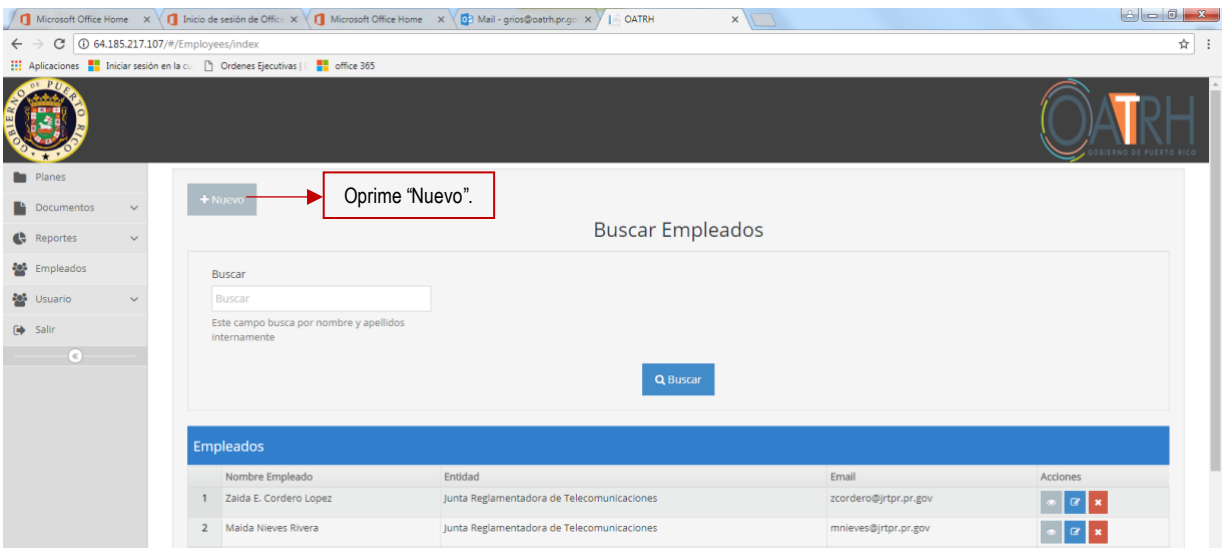 Microsoft Office Home
Inicio de sesión de Offic
Microsoft Office Home
Mail - grios@oatrh.pr.go
OATRH
64.185.217.107/#/Employees/index
Aplicaciones
Iniciar sesión en la cu
Ordenes Ejecutivas |
office 365
GOBIERNO DE PUERTO RICO
OATRH
GOBIERNO DE PUERTO RICO
Planes
Documentos
Reportes
Empleados
Usuario
Salir
+ Nuevo
Oprime “Nuevo”.
Buscar Empleados
Buscar
Buscar
Este campo busca por nombre y apellidos
internamente
Buscar
Empleados
Nombre Empleado Entidad Email Acciones
1 Zaida E. Cordero Lopez Junta Reglamentadora de Telecomunicaciones zcordero@jrtpr.pr.gov
2 Maida Nieves Rivera Junta Reglamentadora de Telecomunicaciones mnieves@jrtpr.pr.gov